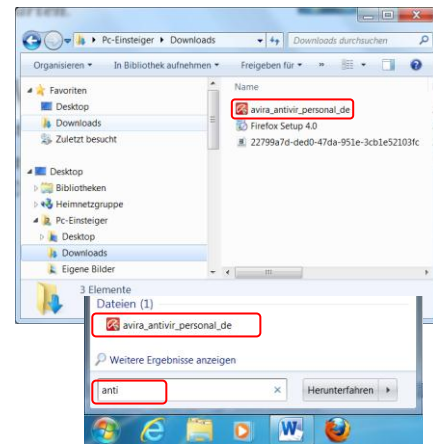 arten.
Pc-Einsteiger ▸ Downloads
Downloads durchsuchen
Organisieren In Bibliothek aufnehmen Freigeben für »
Favoriten
Desktop
Downloads
Zuletzt besucht
Desktop
Bibliotheken
Heimnetzgruppe
Pc-Einsteiger
Desktop
Downloads
Eigene Bilder
Name
avira_antivir_personal_de
Firefox Setup 4.0
22799a7d-ded0-47da-951e-3cb1e52103fc
3 Elemente
Dateien (1)
avira_antivir_personal_de
Weitere Ergebnisse anzeigen
anti
Herunterfahren